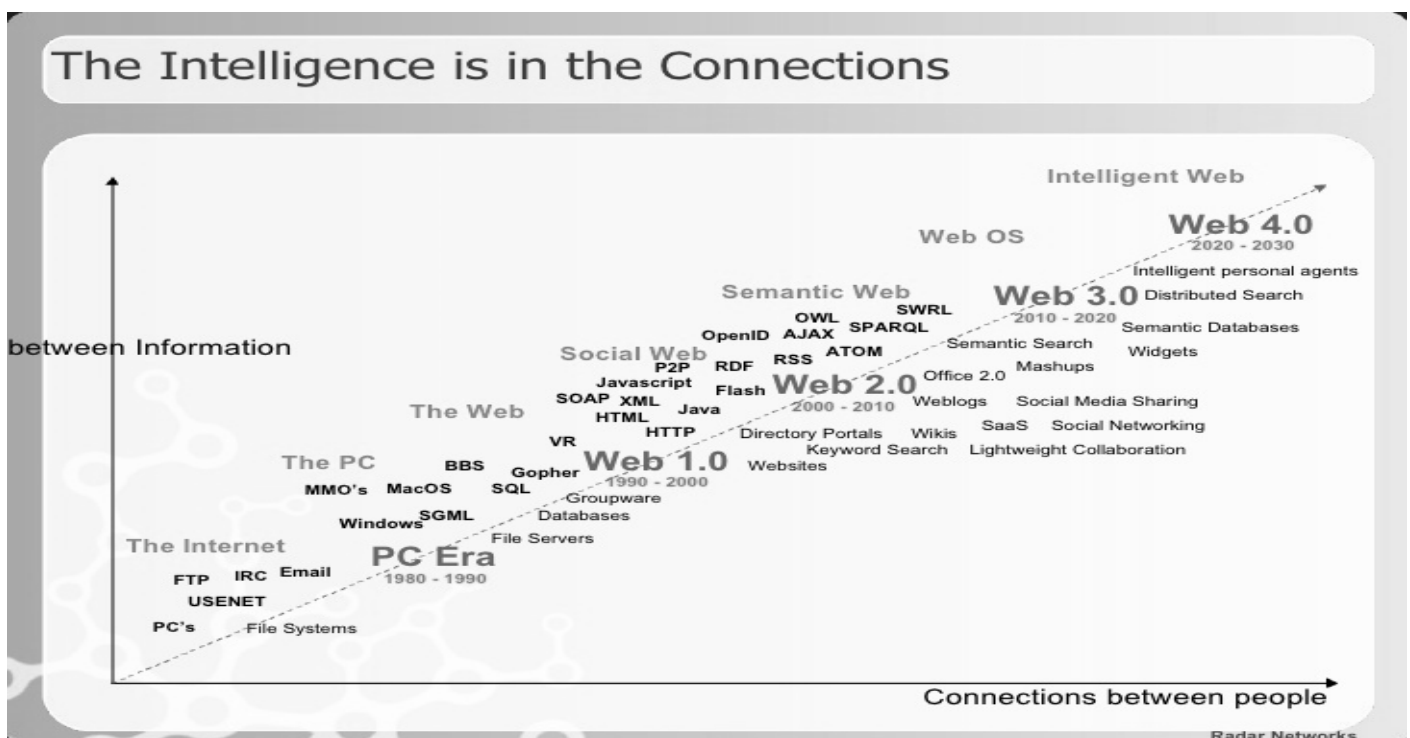 The Intelligence is in the Connections
Intelligent Web
Web OS
Web 4.0
2020 - 2030
Intelligent personal agents
Semantic Web
Web 3.0
Distributed Search
2010 - 2020
SWRL
OWL
SPARQL
OpenID
AJAX
Semantic Databases
between Information
Semantic Search
Widgets
Social Web
RSS
ATOM
P2P
RDF
Mashups
Javascript
Flash
Web 2.0
Office 2.0
2000 - 2010
SOAP
XML
Java
Weblogs
Social Media Sharing
The Web
HTML
HTTP
Directory Portals
Wikis
SaaS
Social Networking
VR
Keyword Search
Lightweight Collaboration
The PC
BBS
Gopher
Web 1.0
Websites
1990 - 2000
MMO's
MacOS
SQL
Groupware
Windows
SGML
Databases
File Servers
The Internet
PC Era
1980 - 1990
FTP
IRC
Email
USENET
PC's
File Systems
Connections between people
Radar Networks